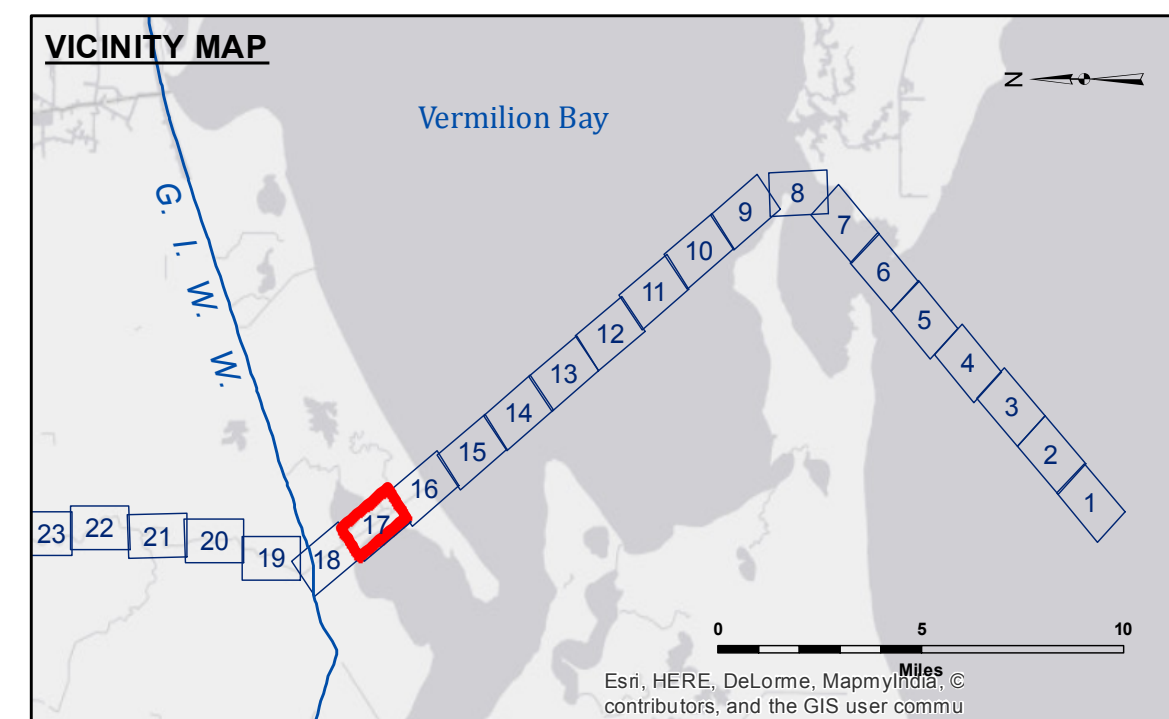 VICINITY MAP
N
Vermilion Bay
G. I. W. W.
8
9
7
10
6
11
5
12
4
13
3
14
2
15
16
1
17
18
19
20
21
22
23
0 5 10
Miles
Esri, HERE, DeLorme, MapmyIndia, ©
contributors, and the GIS user commu